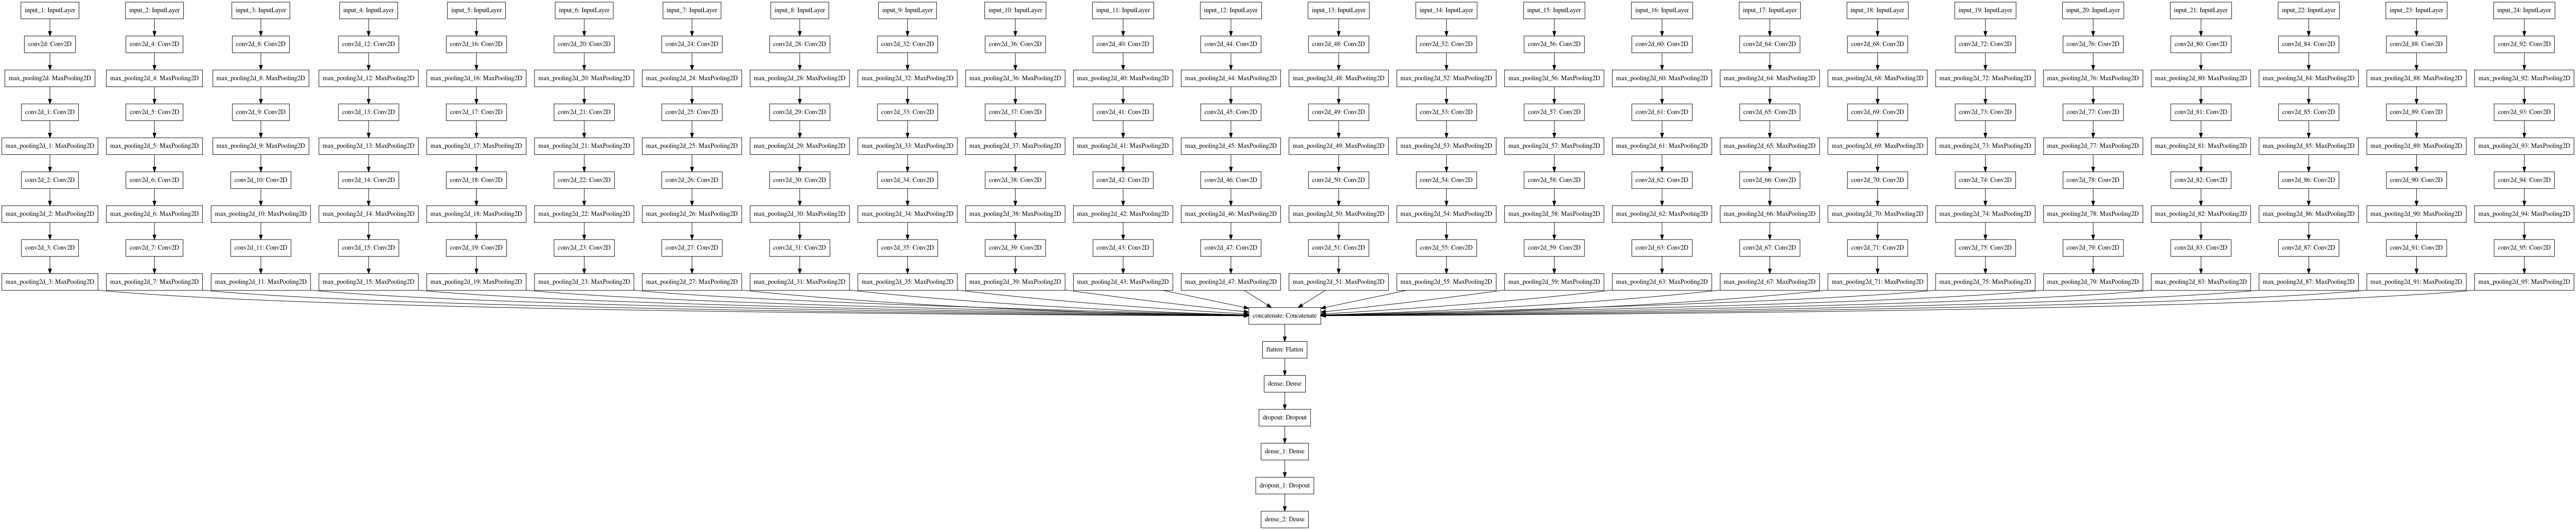 input_1: InputLayer input_2: InputLayer input_3: InputLayer input_4: InputLayer input_5: InputLayer input_6: InputLayer input_7: InputLayer input_8: InputLayer input_9: InputLayer input_10: InputLayer input_11: InputLayer input_12: InputLayer input_13: InputLayer input_14: InputLayer input_15: InputLayer input_16: InputLayer input_17: InputLayer input_18: InputLayer input_19: InputLayer input_20: InputLayer input_21: InputLayer input_22: InputLayer input_23: InputLayer input_24: InputLayer
conv2d: Conv2D conv2d_4: Conv2D conv2d_8: Conv2D conv2d_12: Conv2D conv2d_16: Conv2D conv2d_20: Conv2D conv2d_24: Conv2D conv2d_28: Conv2D conv2d_32: Conv2D conv2d_36: Conv2D conv2d_40: Conv2D conv2d_44: Conv2D conv2d_48: Conv2D conv2d_52: Conv2D conv2d_56: Conv2D conv2d_60: Conv2D conv2d_64: Conv2D conv2d_68: Conv2D conv2d_72: Conv2D conv2d_76: Conv2D conv2d_80: Conv2D conv2d_84: Conv2D conv2d_88: Conv2D conv2d_92: Conv2D
max_pooling2d: MaxPooling2D max_pooling2d_4: MaxPooling2D max_pooling2d_8: MaxPooling2D max_pooling2d_12: MaxPooling2D max_pooling2d_16: MaxPooling2D max_pooling2d_20: MaxPooling2D max_pooling2d_24: MaxPooling2D max_pooling2d_28: MaxPooling2D max_pooling2d_32: MaxPooling2D max_pooling2d_36: MaxPooling2D max_pooling2d_40: MaxPooling2D max_pooling2d_44: MaxPooling2D max_pooling2d_48: MaxPooling2D max_pooling2d_52: MaxPooling2D max_pooling2d_56: MaxPooling2D max_pooling2d_60: MaxPooling2D max_pooling2d_64: MaxPooling2D max_pooling2d_68: MaxPooling2D max_pooling2d_72: MaxPooling2D max_pooling2d_76: MaxPooling2D max_pooling2d_80: MaxPooling2D max_pooling2d_84: MaxPooling2D max_pooling2d_88: MaxPooling2D max_pooling2d_92: MaxPooling2D
conv2d_1: Conv2D conv2d_5: Conv2D conv2d_9: Conv2D conv2d_13: Conv2D conv2d_17: Conv2D conv2d_21: Conv2D conv2d_25: Conv2D conv2d_29: Conv2D conv2d_33: Conv2D conv2d_37: Conv2D conv2d_41: Conv2D conv2d_45: Conv2D conv2d_49: Conv2D conv2d_53: Conv2D conv2d_57: Conv2D conv2d_61: Conv2D conv2d_65: Conv2D conv2d_69: Conv2D conv2d_73: Conv2D conv2d_77: Conv2D conv2d_81: Conv2D conv2d_85: Conv2D conv2d_89: Conv2D conv2d_93: Conv2D
max_pooling2d_1: MaxPooling2D max_pooling2d_5: MaxPooling2D max_pooling2d_9: MaxPooling2D max_pooling2d_13: MaxPooling2D max_pooling2d_17: MaxPooling2D max_pooling2d_21: MaxPooling2D max_pooling2d_25: MaxPooling2D max_pooling2d_29: MaxPooling2D max_pooling2d_33: MaxPooling2D max_pooling2d_37: MaxPooling2D max_pooling2d_41: MaxPooling2D max_pooling2d_45: MaxPooling2D max_pooling2d_49: MaxPooling2D max_pooling2d_53: MaxPooling2D max_pooling2d_57: MaxPooling2D max_pooling2d_61: MaxPooling2D max_pooling2d_65: MaxPooling2D max_pooling2d_69: MaxPooling2D max_pooling2d_73: MaxPooling2D max_pooling2d_77: MaxPooling2D max_pooling2d_81: MaxPooling2D max_pooling2d_85: MaxPooling2D max_pooling2d_89: MaxPooling2D max_pooling2d_93: MaxPooling2D
conv2d_2: Conv2D conv2d_6: Conv2D conv2d_10: Conv2D conv2d_14: Conv2D conv2d_18: Conv2D conv2d_22: Conv2D conv2d_26: Conv2D conv2d_30: Conv2D conv2d_34: Conv2D conv2d_38: Conv2D conv2d_42: Conv2D conv2d_46: Conv2D conv2d_50: Conv2D conv2d_54: Conv2D conv2d_58: Conv2D conv2d_62: Conv2D conv2d_66: Conv2D conv2d_70: Conv2D conv2d_74: Conv2D conv2d_78: Conv2D conv2d_82: Conv2D conv2d_86: Conv2D conv2d_90: Conv2D conv2d_94: Conv2D
max_pooling2d_2: MaxPooling2D max_pooling2d_6: MaxPooling2D max_pooling2d_10: MaxPooling2D max_pooling2d_14: MaxPooling2D max_pooling2d_18: MaxPooling2D max_pooling2d_22: MaxPooling2D max_pooling2d_26: MaxPooling2D max_pooling2d_30: MaxPooling2D max_pooling2d_34: MaxPooling2D max_pooling2d_38: MaxPooling2D max_pooling2d_42: MaxPooling2D max_pooling2d_46: MaxPooling2D max_pooling2d_50: MaxPooling2D max_pooling2d_54: MaxPooling2D max_pooling2d_58: MaxPooling2D max_pooling2d_62: MaxPooling2D max_pooling2d_66: MaxPooling2D max_pooling2d_70: MaxPooling2D max_pooling2d_74: MaxPooling2D max_pooling2d_78: MaxPooling2D max_pooling2d_82: MaxPooling2D max_pooling2d_86: MaxPooling2D max_pooling2d_90: MaxPooling2D max_pooling2d_94: MaxPooling2D
conv2d_3: Conv2D conv2d_7: Conv2D conv2d_11: Conv2D conv2d_15: Conv2D conv2d_19: Conv2D conv2d_23: Conv2D conv2d_27: Conv2D conv2d_31: Conv2D conv2d_35: Conv2D conv2d_39: Conv2D conv2d_43: Conv2D conv2d_47: Conv2D conv2d_51: Conv2D conv2d_55: Conv2D conv2d_59: Conv2D conv2d_63: Conv2D conv2d_67: Conv2D conv2d_71: Conv2D conv2d_75: Conv2D conv2d_79: Conv2D conv2d_83: Conv2D conv2d_87: Conv2D conv2d_91: Conv2D conv2d_95: Conv2D
max_pooling2d_3: MaxPooling2D max_pooling2d_7: MaxPooling2D max_pooling2d_11: MaxPooling2D max_pooling2d_15: MaxPooling2D max_pooling2d_19: MaxPooling2D max_pooling2d_23: MaxPooling2D max_pooling2d_27: MaxPooling2D max_pooling2d_31: MaxPooling2D max_pooling2d_35: MaxPooling2D max_pooling2d_39: MaxPooling2D max_pooling2d_43: MaxPooling2D max_pooling2d_47: MaxPooling2D max_pooling2d_51: MaxPooling2D max_pooling2d_55: MaxPooling2D max_pooling2d_59: MaxPooling2D max_pooling2d_63: MaxPooling2D max_pooling2d_67: MaxPooling2D max_pooling2d_71: MaxPooling2D max_pooling2d_75: MaxPooling2D max_pooling2d_79: MaxPooling2D max_pooling2d_83: MaxPooling2D max_pooling2d_87: MaxPooling2D max_pooling2d_91: MaxPooling2D max_pooling2d_95: MaxPooling2D
concatenate: Concatenate
flatten: Flatten
dense: Dense
dropout: Dropout
dense_1: Dense
dropout_1: Dropout
dense_2: Dense